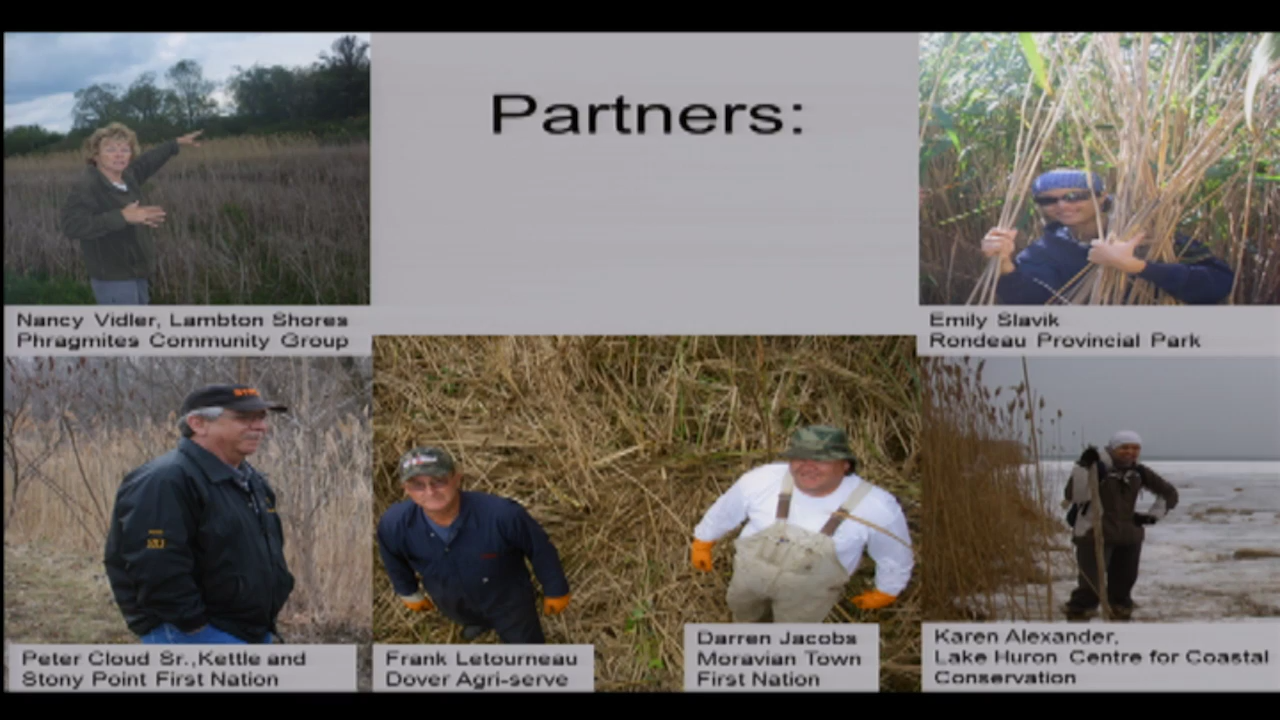 Partners:
Nancy Vidler, Lambton Shores
Phragmites Community Group
Emily Slavik
Rondeau Provincial Park
Peter Cloud Sr.,Kettle and
Stony Point First Nation
Frank Letourneau
Dover Agri-serve
Darren Jacobs
Moravian Town
First Nation
Karen Alexander,
Lake Huron Centre for Coastal
Conservation